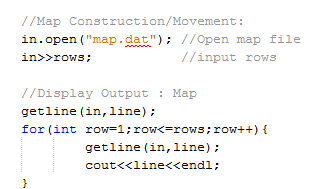 //Map Construction/Movement:
in.open("map.dat"); //Open map file
in>>rows;           //input rows

//Display Output : Map
getline(in,line);
for(int row=1;row<=rows;row++){
        getline(in,line);
        cout<<line<<endl;
}